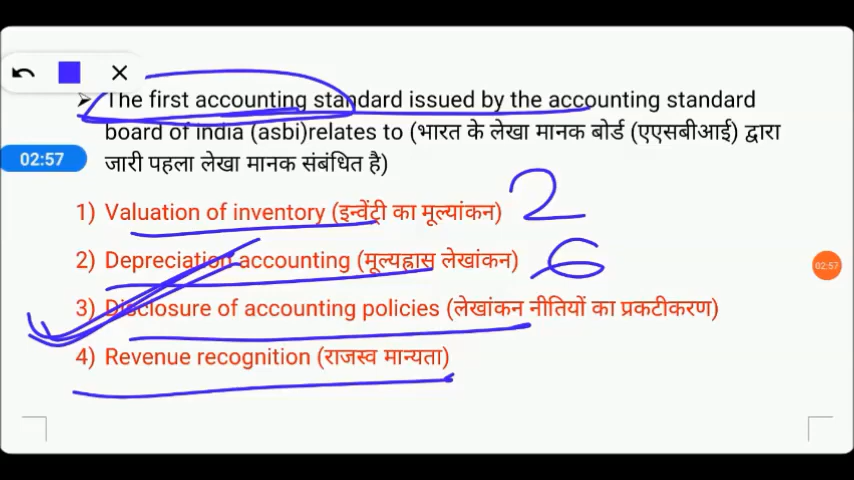 ➤ The first accounting standard issued by the accounting standard
board of india (asbi)relates to (भारत के लेखा मानक बोर्ड (एएसबीआई) द्वारा
02:57
जारी पहला लेखा मानक संबंधित है)
1) Valuation of inventory (इन्वेंट्री का मूल्यांकन) 2
2) Depreciation accounting (मूल्यह्रास लेखांकन) 6
02:57
3) Disclosure of accounting policies (लेखांकन नीतियों का प्रकटीकरण)
4) Revenue recognition (राजस्व मान्यता)